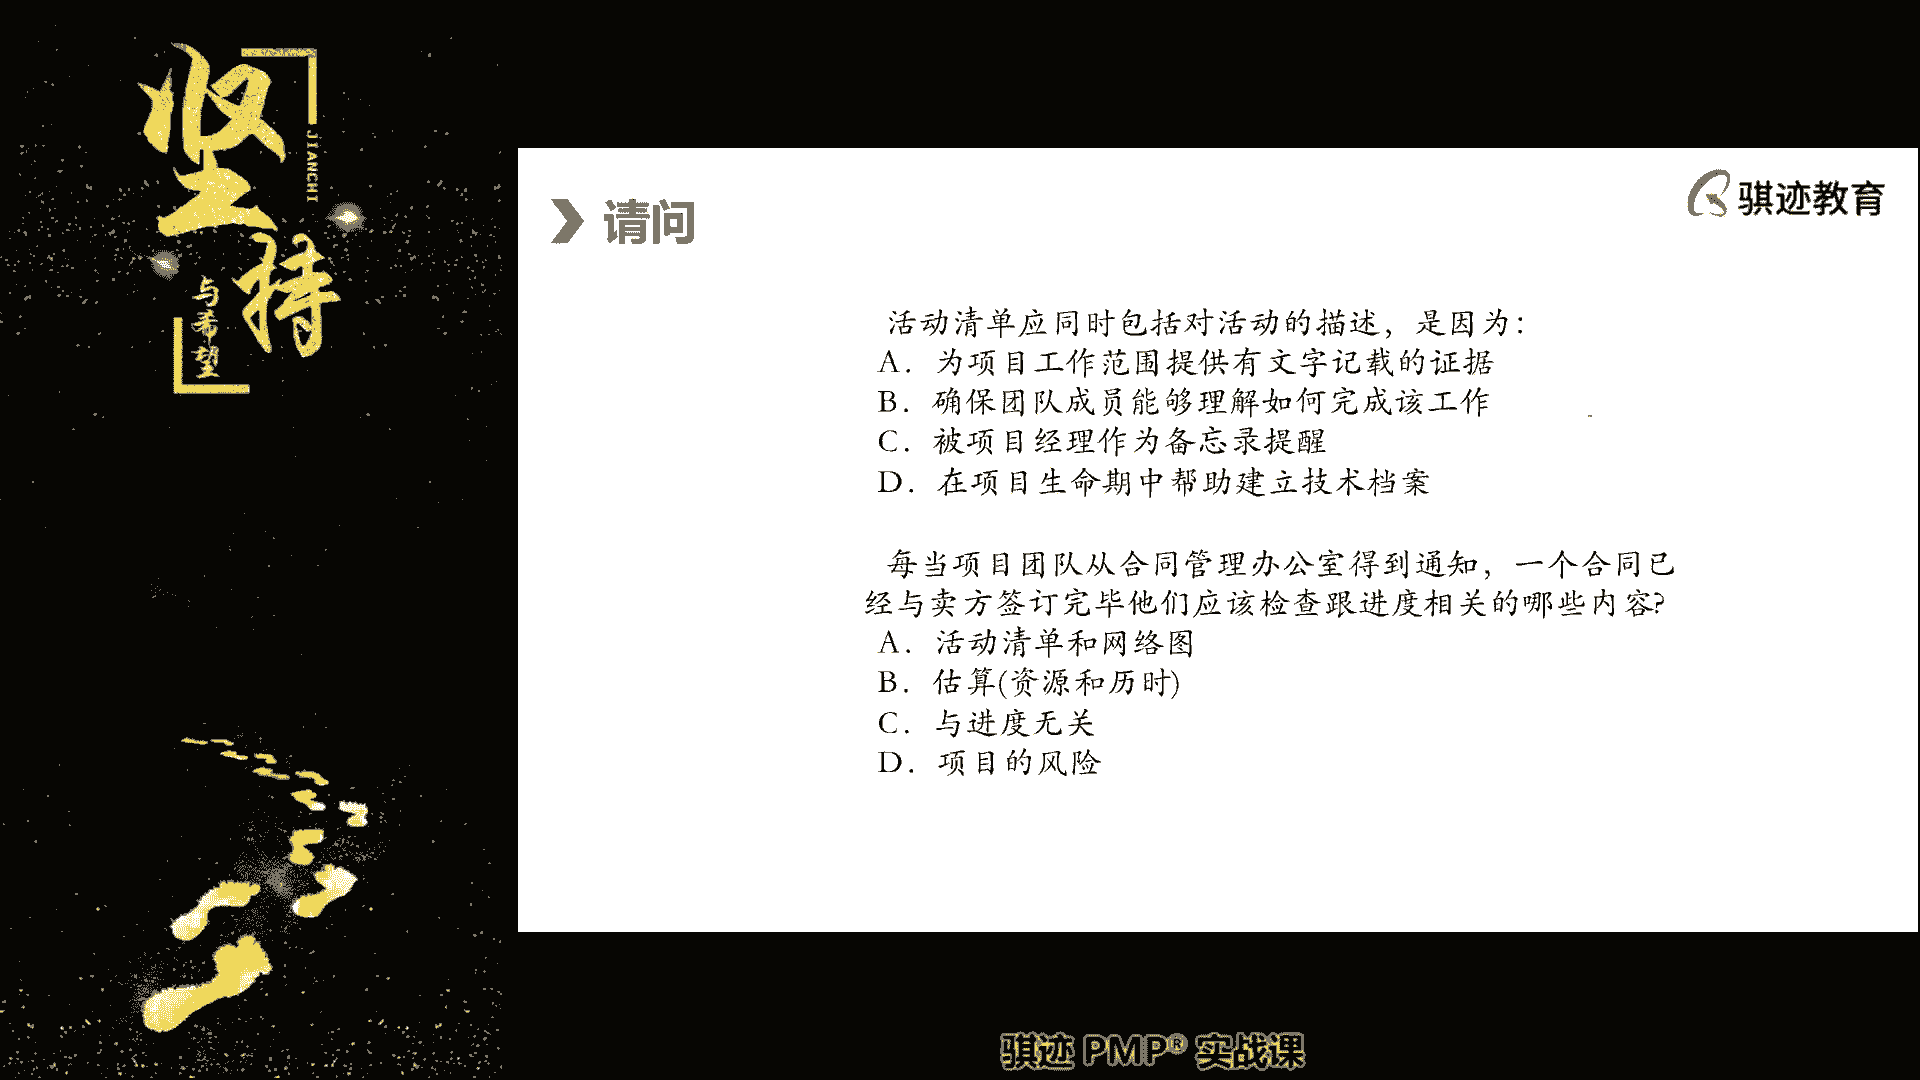 坚持
JIANCHI
与希望
请问
骐迹教育
活动清单应同时包括对活动的描述，是因为：
A. 为项目工作范围提供有文字记载的证据
B. 确保团队成员能够理解如何完成该工作
C. 被项目经理作为备忘录提醒
D. 在项目生命期中帮助建立技术档案
每当项目团队从合同管理办公室得到通知，一个合同已
经与卖方签订完毕他们应该检查跟进度相关的哪些内容?
A. 活动清单和网络图
B. 估算(资源和历时)
C. 与进度无关
D. 项目的风险
骐迹 PMP® 实战课